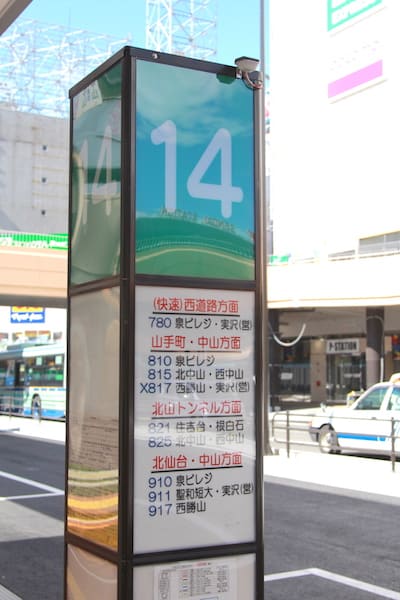 14
14
(快速)西道路方面
780 泉ビレジ・実沢(営)
山手町・中山方面
810 泉ビレジ
815 北中山・西中山
X817 西勝山・実沢(営)
北山トンネル方面
821 住吉台・根白石
825 北中山・西中山
北仙台・中山方面
910 泉ビレジ
911 聖和短大・実沢(営)
917 西勝山
P-STATION